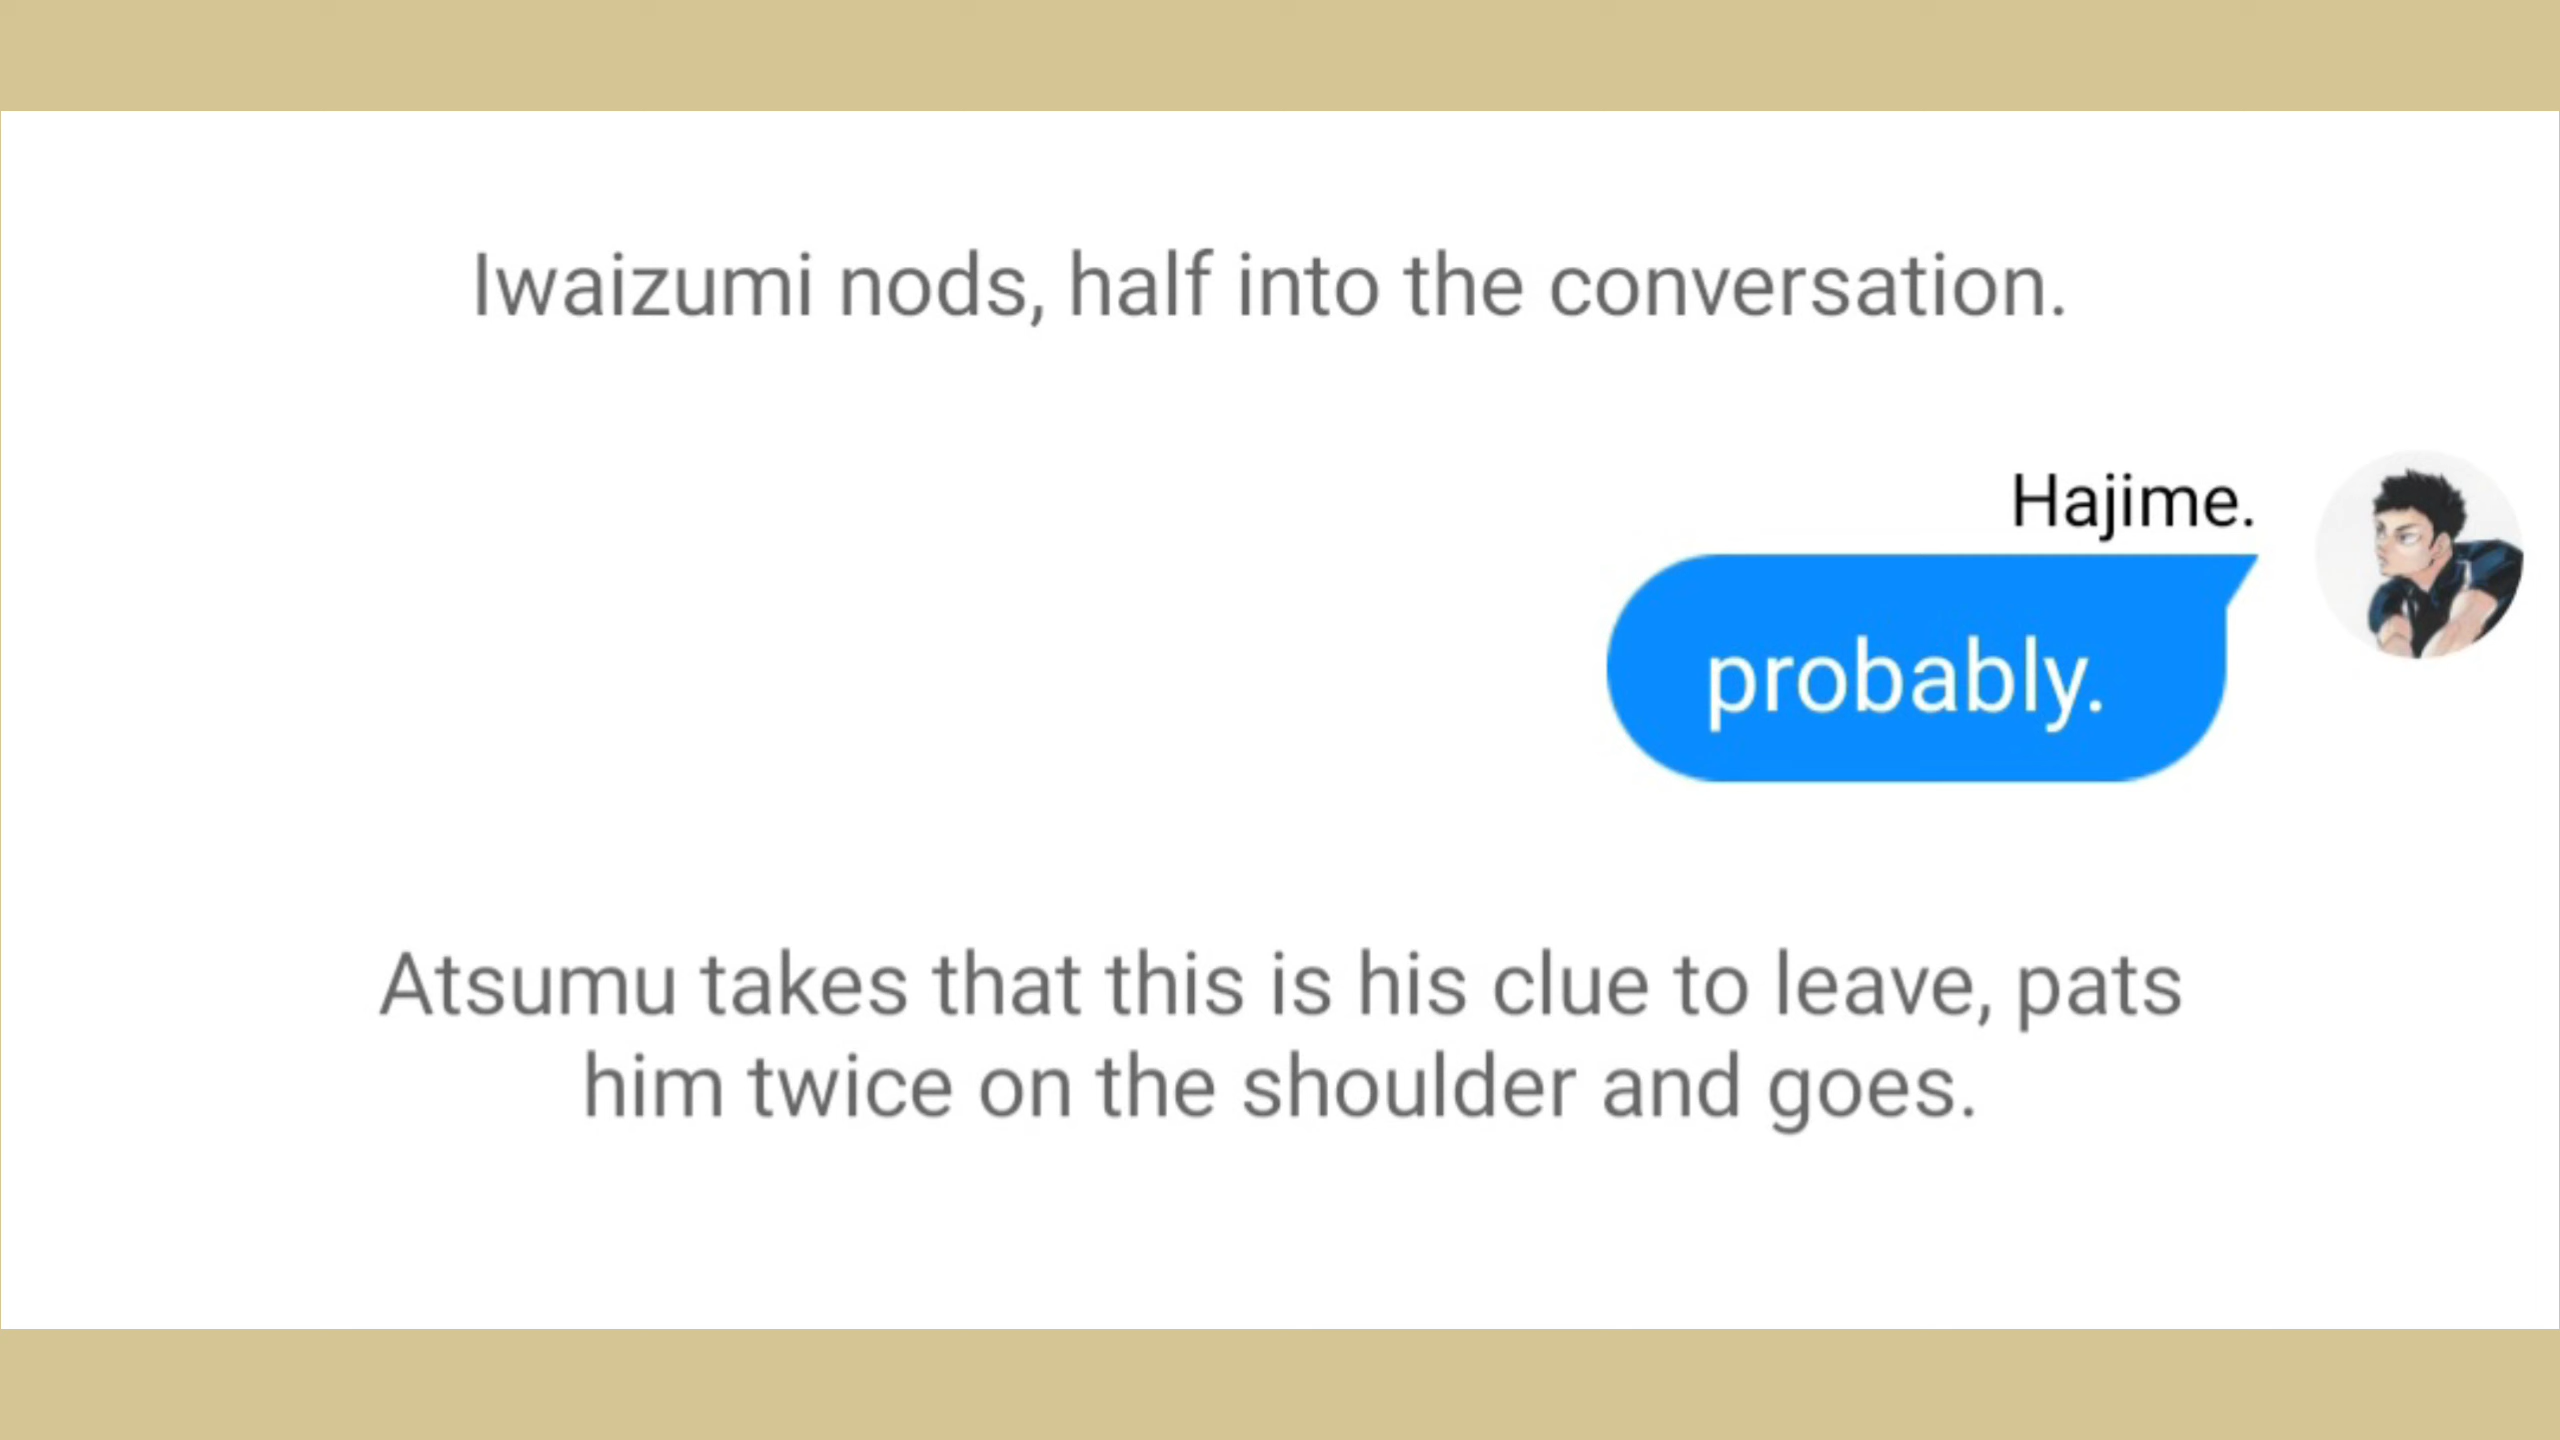 Iwaizumi nods, half into the conversation.
Hajime.
probably.
Atsumu takes that this is his clue to leave, pats
him twice on the shoulder and goes.